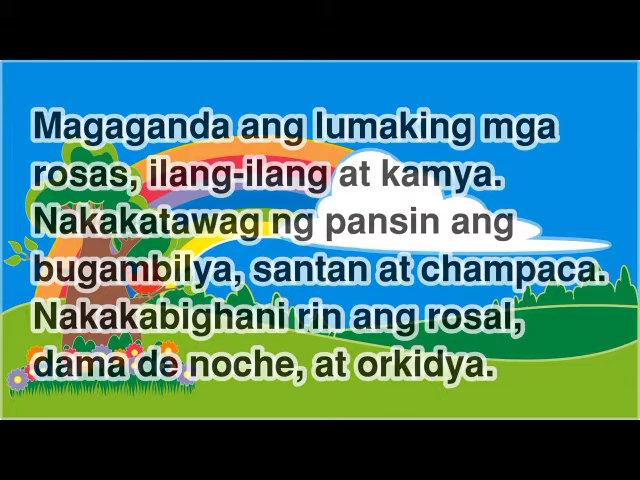 Magaganda ang lumaking mga
rosas, ilang-ilang at kamya.
Nakakatawag ng pansin ang
bugambilya, santan at champaca.
Nakakabighani rin ang rosal,
dama de noche, at orkidya.